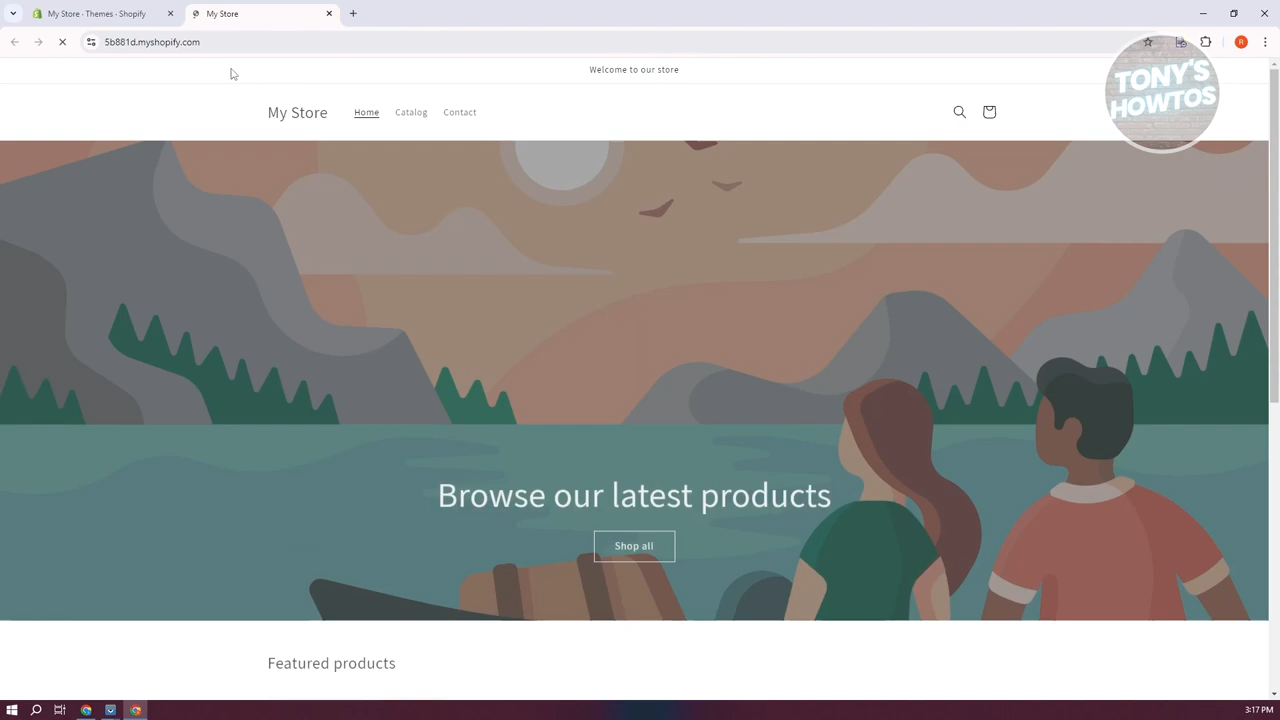 My Store · Themes · Shopify
My Store
5b881d.myshopify.com
Welcome to our store
TONY'S
HOWTOS
My Store
Home
Catalog
Contact
Browse our latest products
Shop all
Featured products
R
3:17 PM